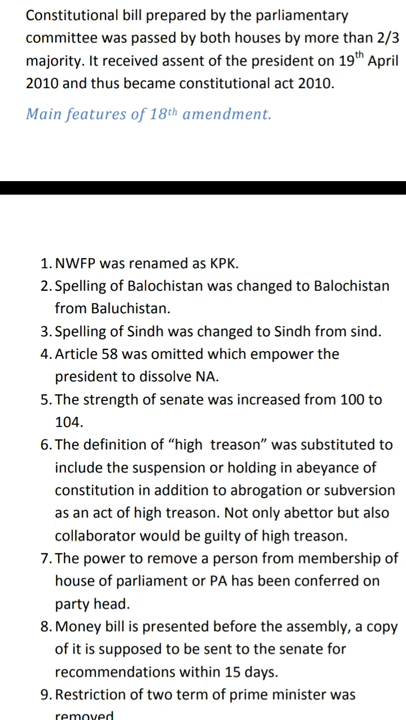 Constitutional bill prepared by the parliamentary
committee was passed by both houses by more than 2/3
majority. It received assent of the president on 19th April
2010 and thus became constitutional act 2010.
Main features of 18th amendment.
1. NWFP was renamed as KPK.
2. Spelling of Balochistan was changed to Balochistan
from Baluchistan.
3. Spelling of Sindh was changed to Sindh from sind.
4. Article 58 was omitted which empower the
president to dissolve NA.
5. The strength of senate was increased from 100 to
104.
6. The definition of “high treason” was substituted to
include the suspension or holding in abeyance of
constitution in addition to abrogation or subversion
as an act of high treason. Not only abettor but also
collaborator would be guilty of high treason.
7. The power to remove a person from membership of
house of parliament or PA has been conferred on
party head.
8. Money bill is presented before the assembly, a copy
of it is supposed to be sent to the senate for
recommendations within 15 days.
9. Restriction of two term of prime minister was
removed